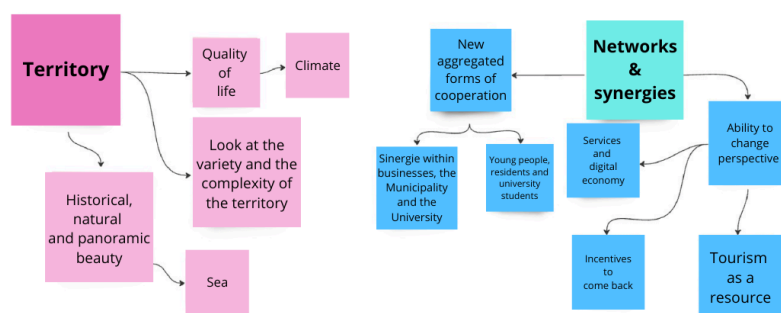 Territory
Quality
of
life
Climate
Look at the
variety and the
complexity of
the territory
Historical,
natural
and panoramic
beauty
Sea
New
aggregated
forms of
cooperation
Networks
&
synergies
Sinergie within
businesses, the
Municipality
and the
University
Young people,
residents and
university
students
Services
and
digital
economy
Ability to
change
perspective
Incentives
to
come back
Tourism
as a
resource